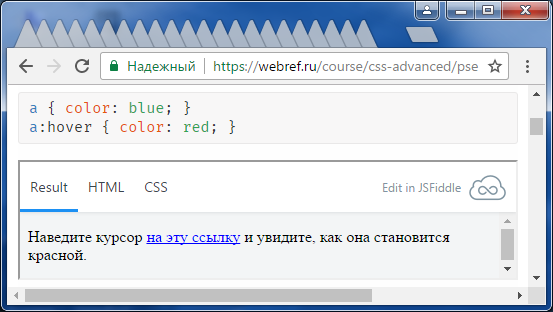 Надежный https://webref.ru/course/css-advanced/pse
a { color: blue; }
a:hover { color: red; }
Result HTML CSS Edit in JSFiddle
Наведите курсор на эту ссылку и увидите, как она становится
красной.